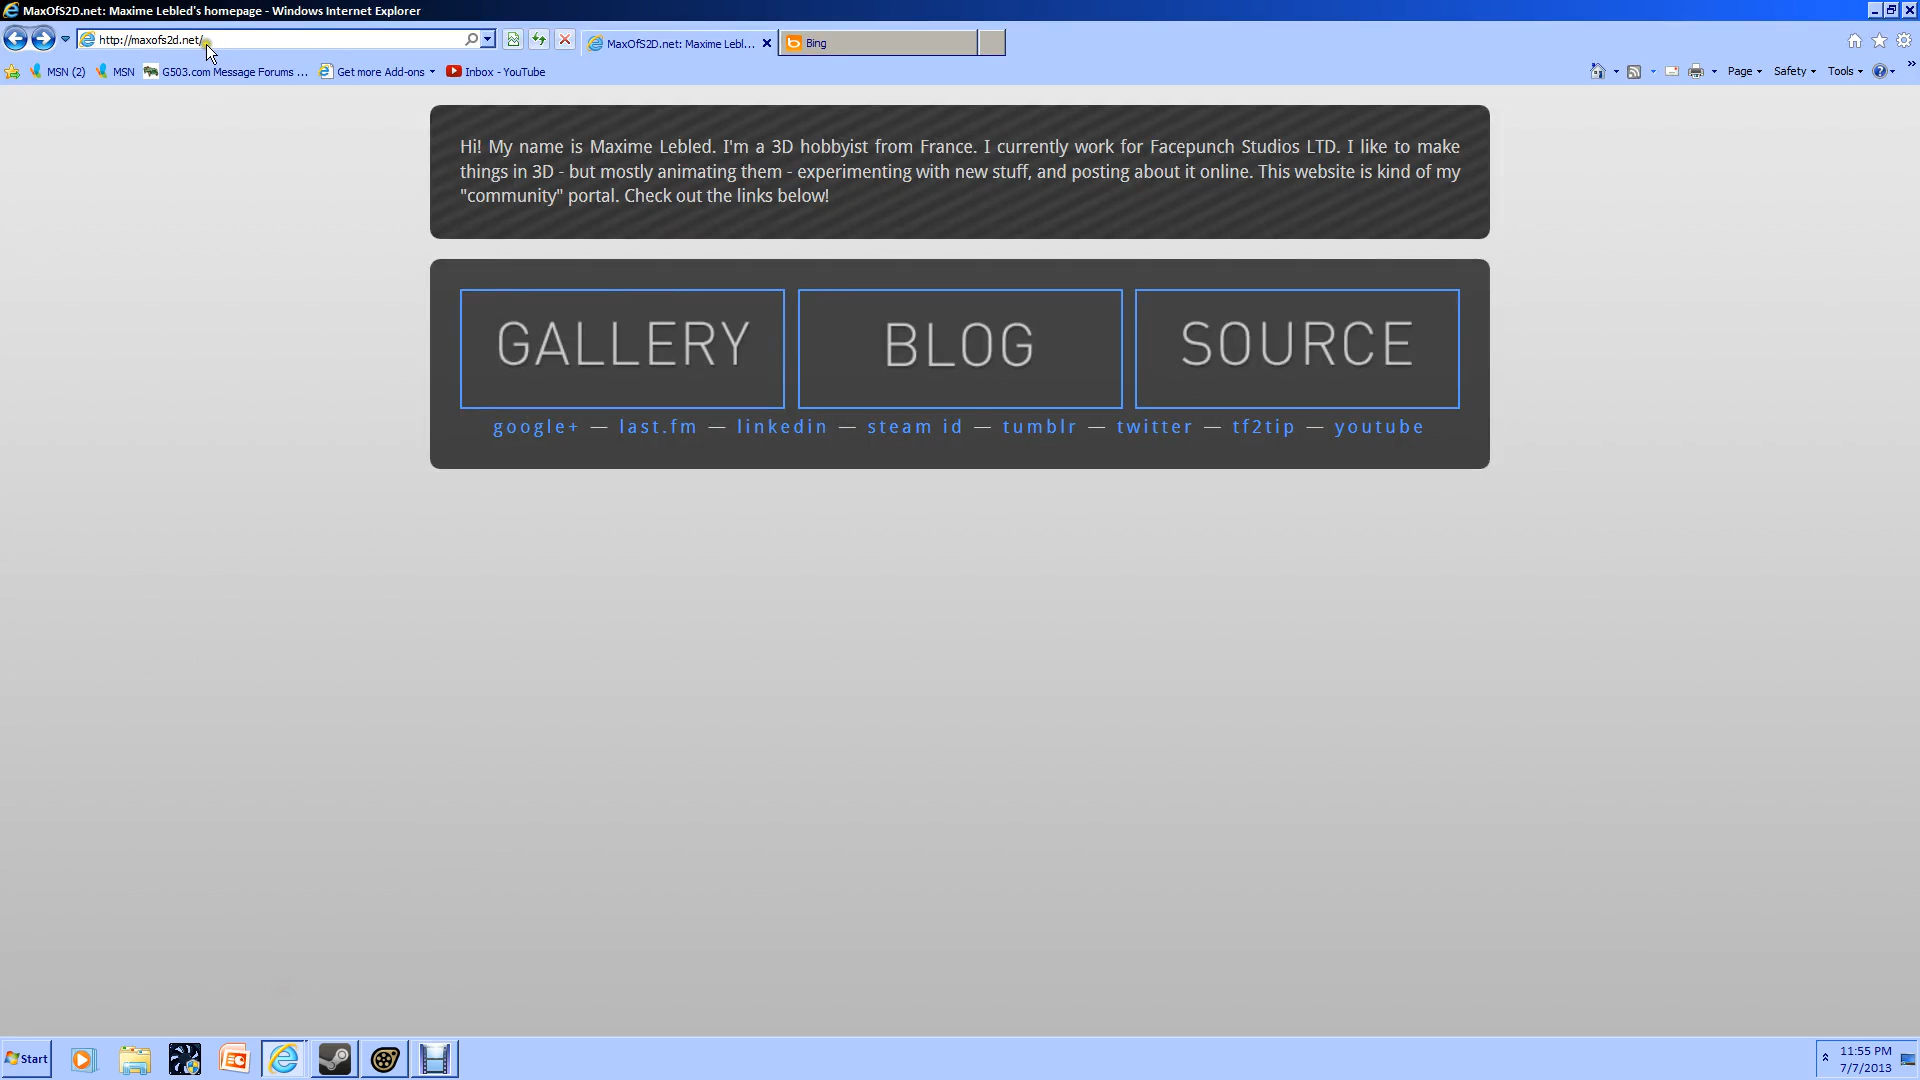 MaxOfS2D.net: Maxime Lebled's homepage - Windows Internet Explorer
http://maxofs2d.net/
MaxOfS2D.net: Maxime Lebl...
Bing
MSN (2)
MSN
G503.com Message Forums ...
Get more Add-ons
Inbox - YouTube
Page
Safety
Tools
Hi! My name is Maxime Lebled. I'm a 3D hobbyist from France. I currently work for Facepunch Studios LTD. I like to make
things in 3D - but mostly animating them - experimenting with new stuff, and posting about it online. This website is kind of my
"community" portal. Check out the links below!
GALLERY
BLOG
SOURCE
google+ — last.fm — linkedin — steam id — tumblr — twitter — tf2tip — youtube
Start
11:55 PM
7/7/2013